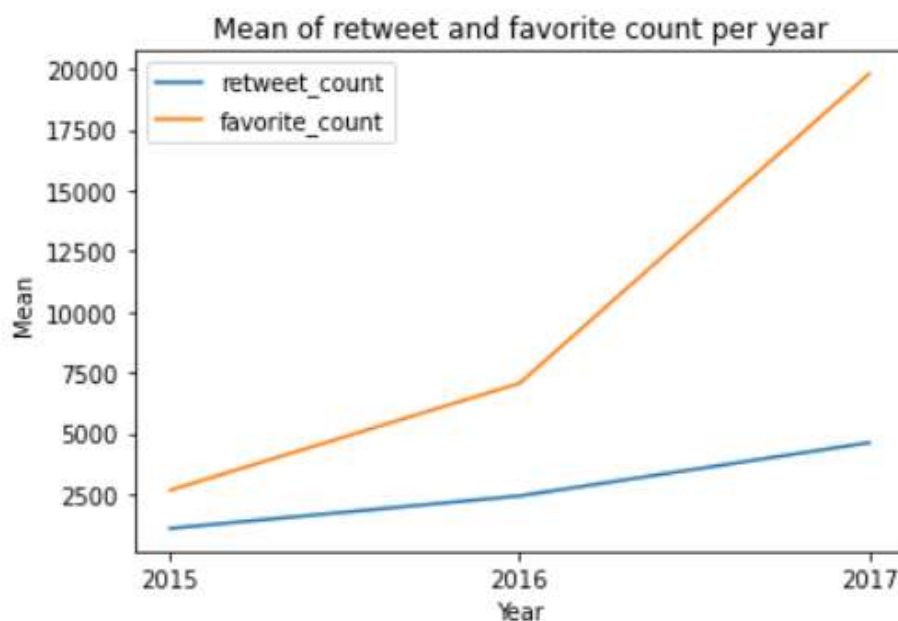 Mean of retweet and favorite count per year
retweet_count
favorite_count
20000
17500
15000
12500
10000
7500
5000
2500
Mean
2015
2016
2017
Year